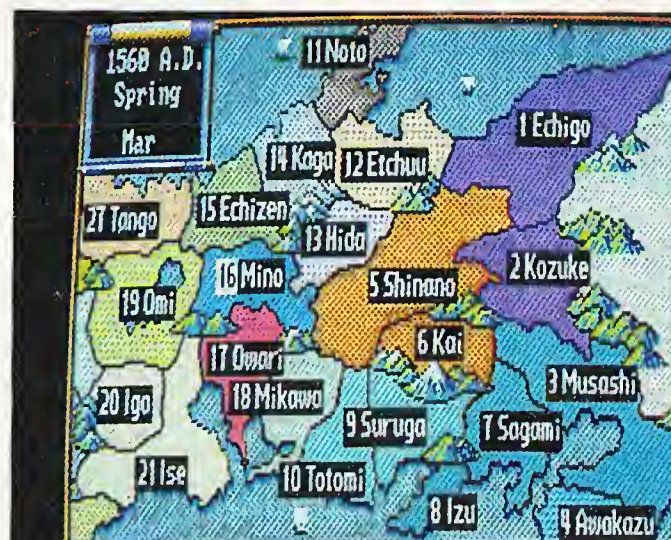 1560 A.D.
Spring
Mar
11 Noto
1 Echigo
14 Kaga
12 Etchuu
27 Tango
15 Echizen
13 Hida
2 Kozuke
16 Mino
5 Shinano
19 Omi
6 Kai
17 Owari
3 Musashi
20 Iga
18 Mikawa
9 Suruga
7 Sagami
21 Ise
10 Totomi
8 Izu
4 Awakazu